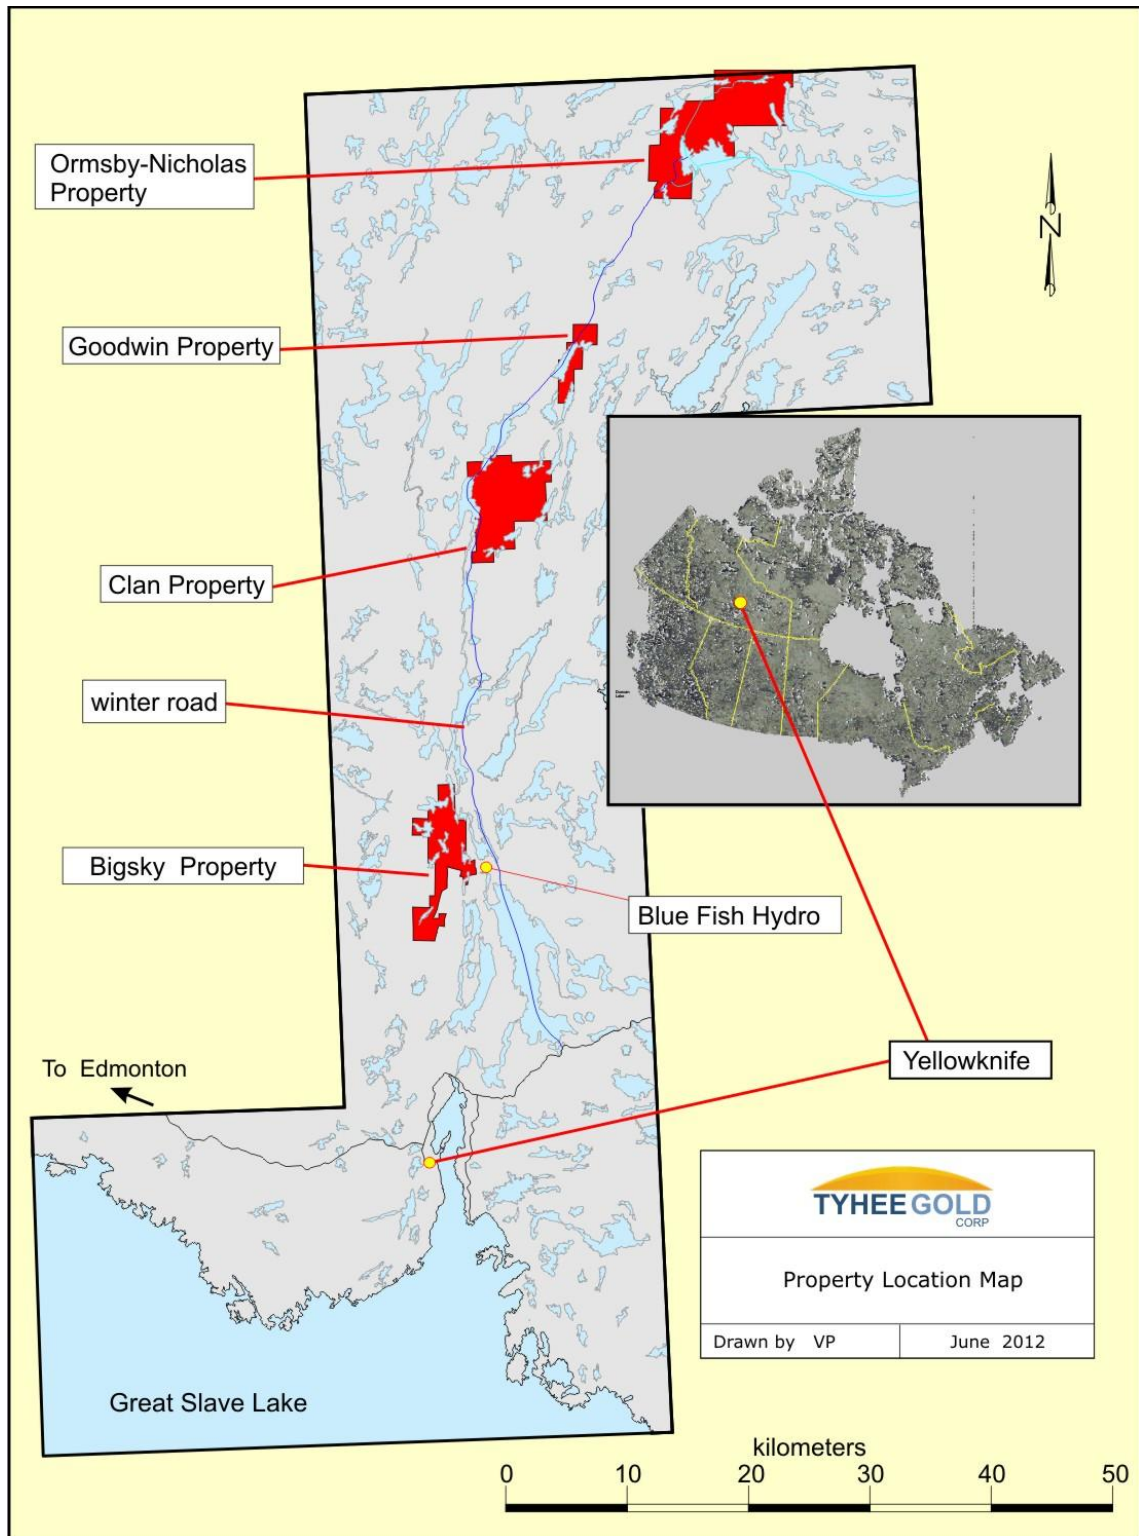 Ormsby-Nicholas
Property
N
Goodwin Property
Clan Property
winter road
Bigsky Property
Blue Fish Hydro
To Edmonton
Yellowknife
TYHEE GOLD
CORP
Property Location Map
Drawn by VP
June 2012
Great Slave Lake
kilometers
0 10 20 30 40 50